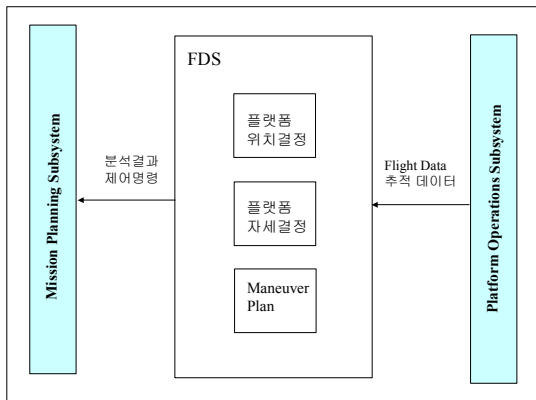 Mission Planning Subsystem
분석결과
제어명령
FDS
플랫폼
위치결정
플랫폼
자세결정
Maneuver
Plan
Flight Data
추적 데이터
Platform Operations Subsystem